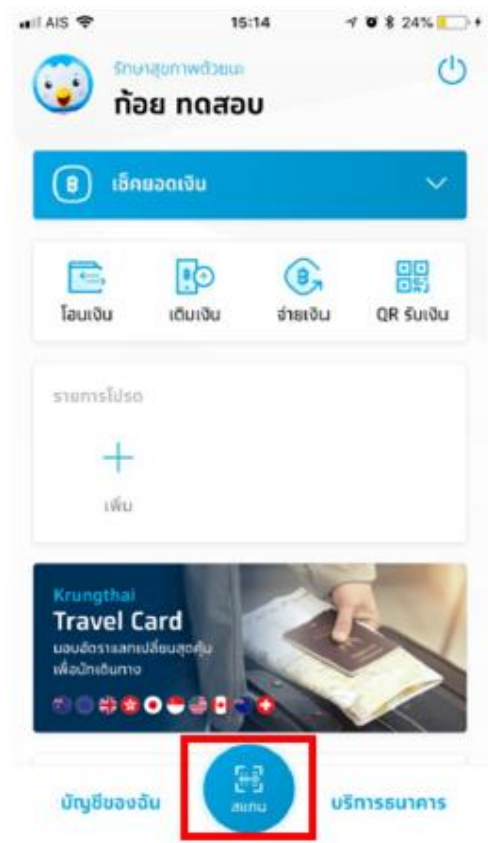 AIS 15:14 24%
รักษาสุขภาพด้วยนะ
ก้อย ทดสอบ
฿ เช็คยอดเงิน
โอนเงิน เติมเงิน จ่ายเงิน QR รับเงิน
รายการโปรด
เพิ่ม
Krungthai
Travel Card
มอบอัตราแลกเปลี่ยนสุดคุ้ม
เพื่อนักเดินทาง
บัญชีของฉัน สแกน บริการธนาคาร